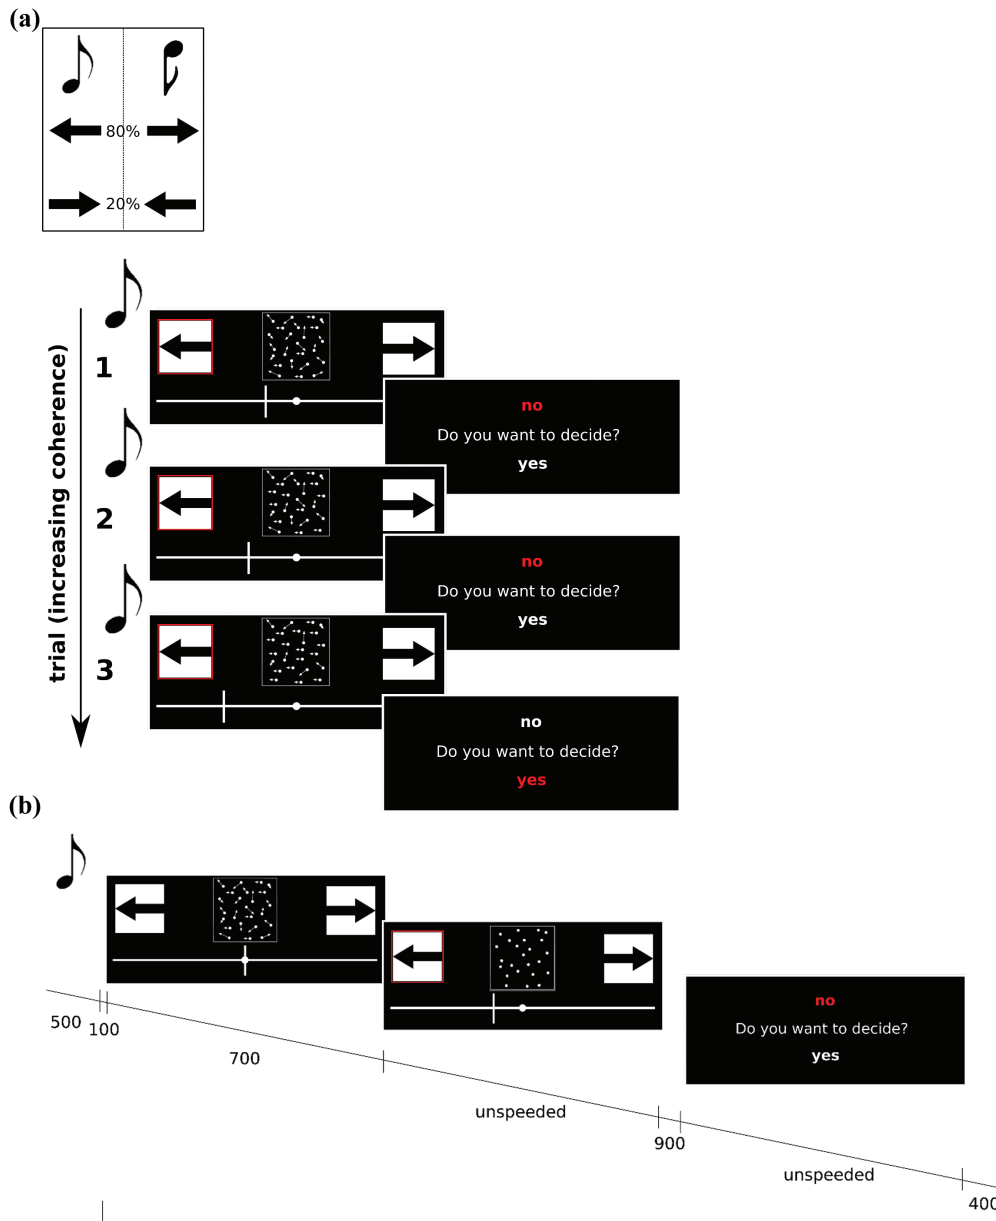 (a)
80%
20%
trial (increasing coherence)
1
no
Do you want to decide?
yes
2
no
Do you want to decide?
yes
3
no
Do you want to decide?
yes
(b)
500
100
700
unspeeded
900
no
Do you want to decide?
yes
unspeeded
400